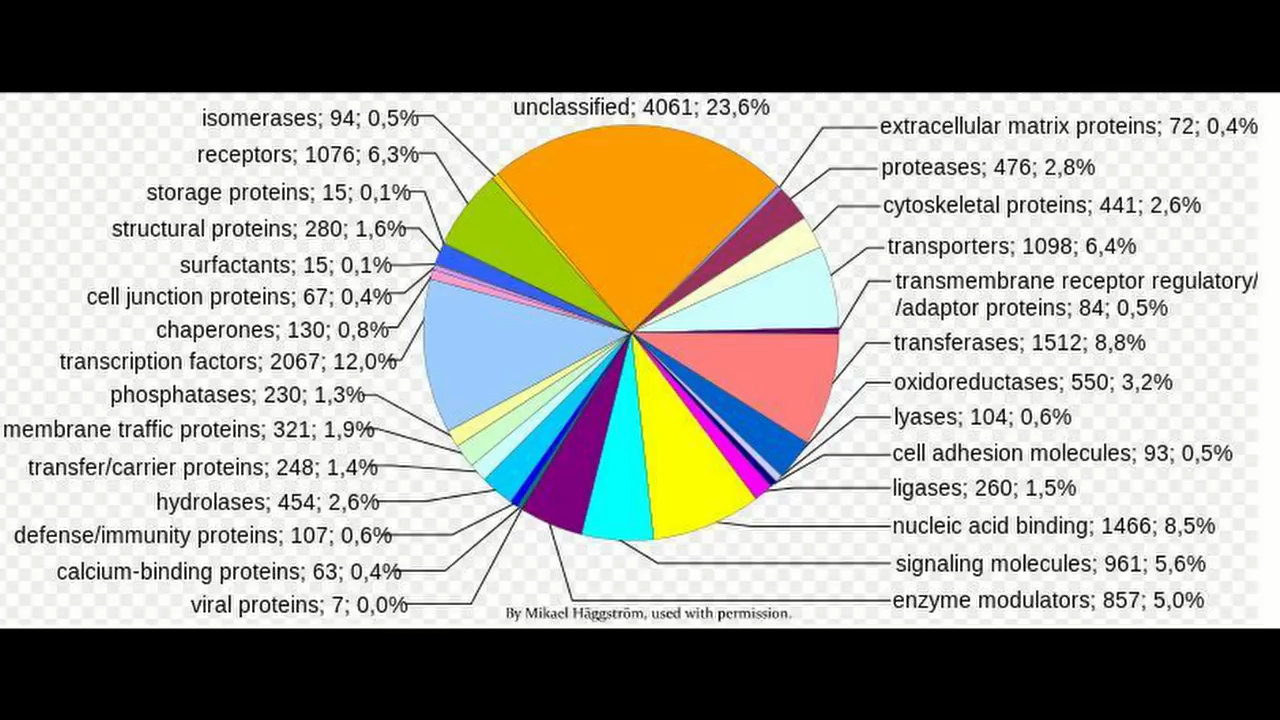 unclassified; 4061; 23,6%
isomerases; 94; 0,5%
receptors; 1076; 6,3%
storage proteins; 15; 0,1%
structural proteins; 280; 1,6%
surfactants; 15; 0,1%
cell junction proteins; 67; 0,4%
chaperones; 130; 0,8%
transcription factors; 2067; 12,0%
phosphatases; 230; 1,3%
membrane traffic proteins; 321; 1,9%
transfer/carrier proteins; 248; 1,4%
hydrolases; 454; 2,6%
defense/immunity proteins; 107; 0,6%
calcium-binding proteins; 63; 0,4%
viral proteins; 7; 0,0%
extracellular matrix proteins; 72; 0,4%
proteases; 476; 2,8%
cytoskeletal proteins; 441; 2,6%
transporters; 1098; 6,4%
transmembrane receptor regulatory/
/adaptor proteins; 84; 0,5%
transferases; 1512; 8,8%
oxidoreductases; 550; 3,2%
lyases; 104; 0,6%
cell adhesion molecules; 93; 0,5%
ligases; 260; 1,5%
nucleic acid binding; 1466; 8,5%
signaling molecules; 961; 5,6%
enzyme modulators; 857; 5,0%
By Mikael Häggström, used with permission.